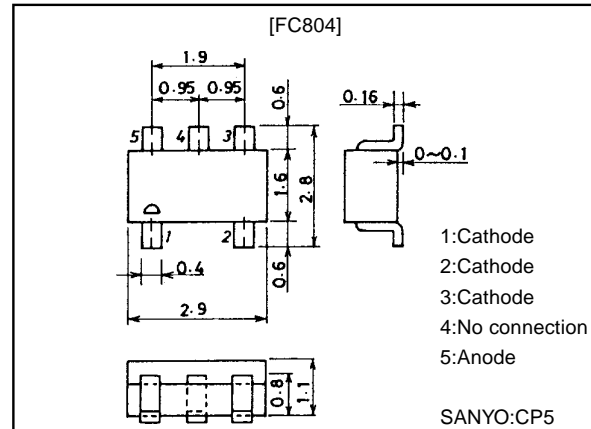 [FC804]
1.9
0.95 0.95
0.6
0.16
5 4 3
0~0.1
1.6
2.8
1 2
0.4
0.6
2.9
1:Cathode
2:Cathode
3:Cathode
4:No connection
5:Anode
0.8
1.1
SANYO:CP5